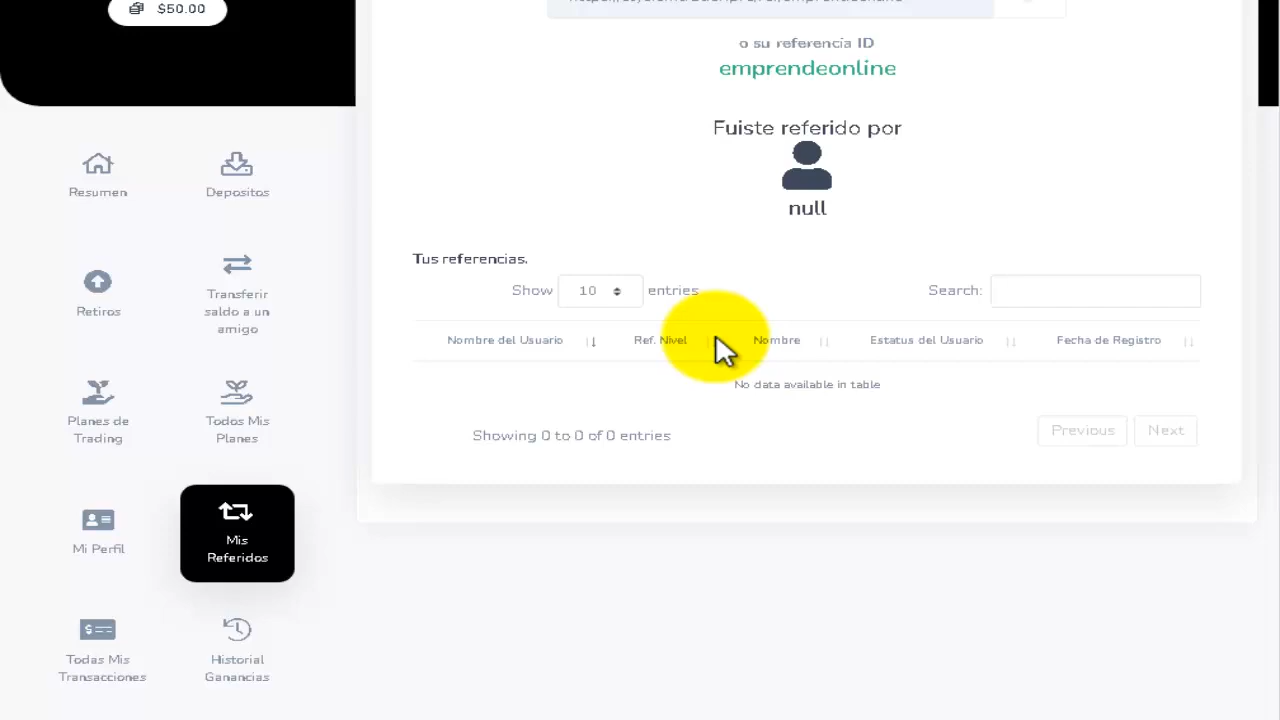 $50.00
o su referencia ID
emprendeonline
Fuiste referido por
null
Resumen
Depositos
Retiros
Transferir
saldo a un
amigo
Planes de
Trading
Todos Mis
Planes
Mi Perfil
Mis
Referidos
Todas Mis
Transacciones
Historial
Ganancias
Tus referencias.
Show 10 entries
Search:
Nombre del Usuario Ref. Nivel Nombre Estatus del Usuario Fecha de Registro
No data available in table
Showing 0 to 0 of 0 entries
Previous Next